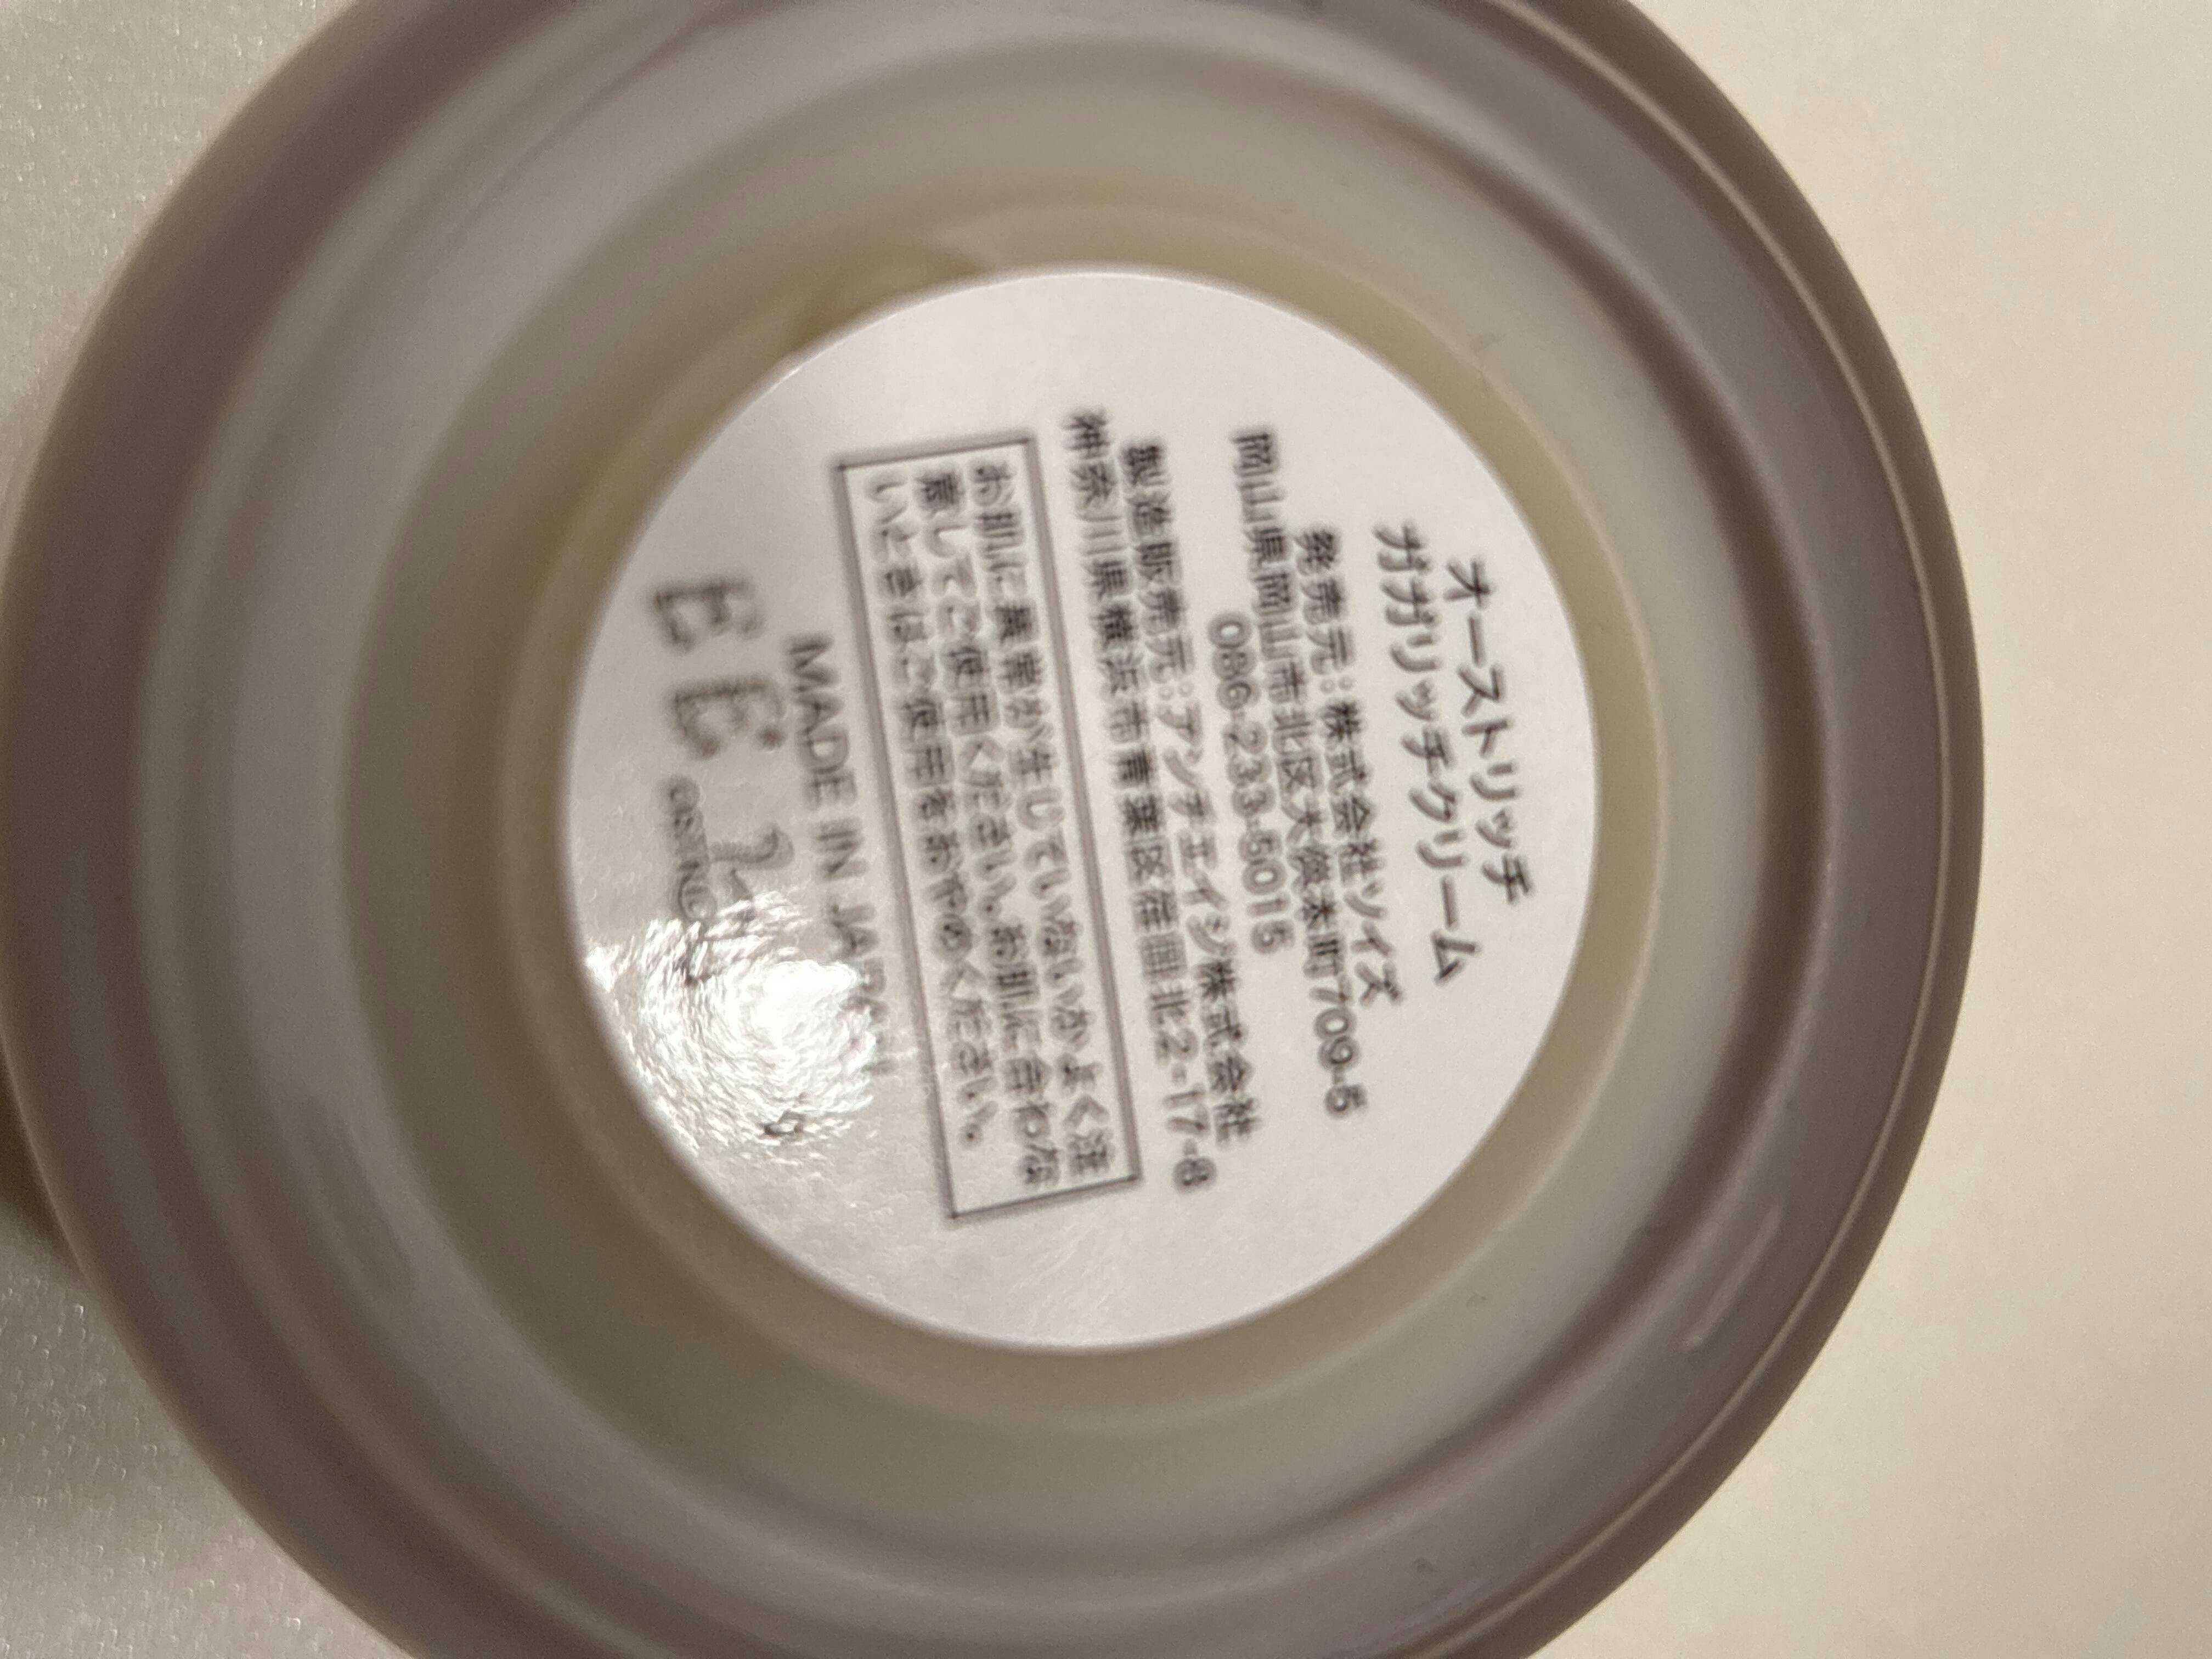 オーストリッチ
ガガリッチクリーム
発売元:株式会社ソイズ
岡山県岡山市北区大供本町709-5
086-233-5015
製造販売元:アンチエイジ株式会社
神奈川県横浜市青葉区荏田北2-17-8
お肌に異常が生じていないかよく注
意してご使用ください。お肌に合わな
いときはご使用をおやめください。
MADE IN JAPAN